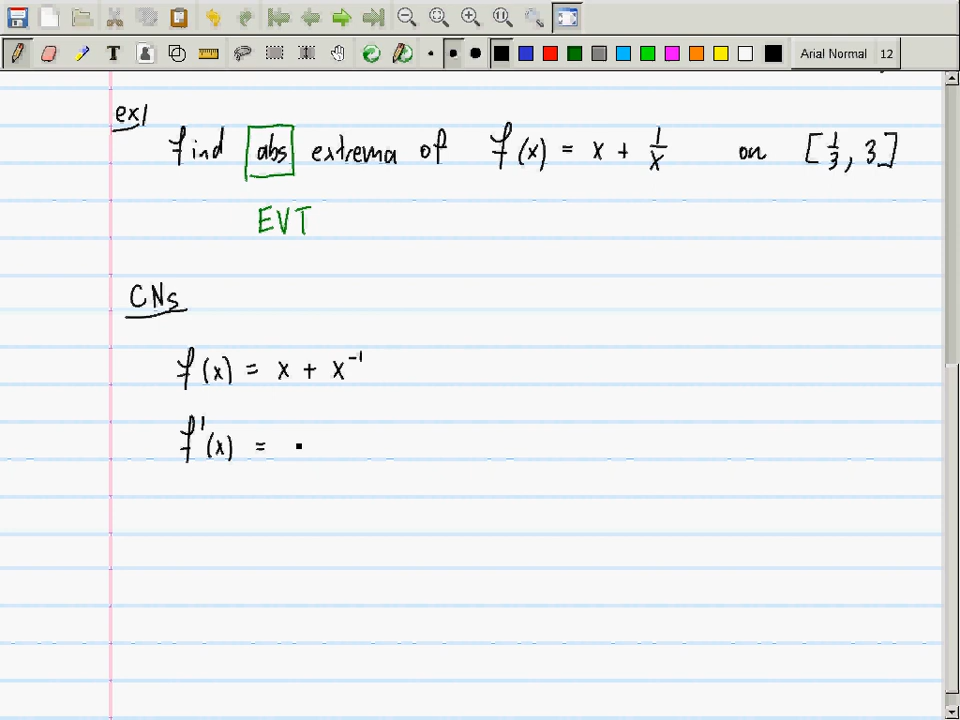 Arial Normal 12
ex1
find abs extrema of f(x) = x + 1/x on [1/3, 3]
EVT
CNs
f(x) = x + x⁻¹
f'(x) =